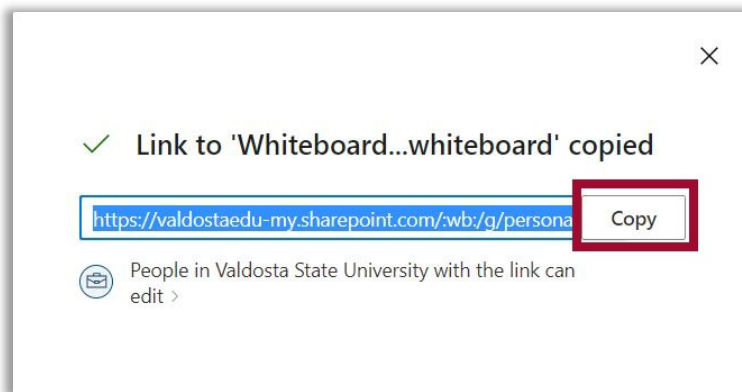 Link to 'Whiteboard...whiteboard' copied
https://valdostaedu-my.sharepoint.com/:wb:/g/persona
Copy
People in Valdosta State University with the link can
edit >